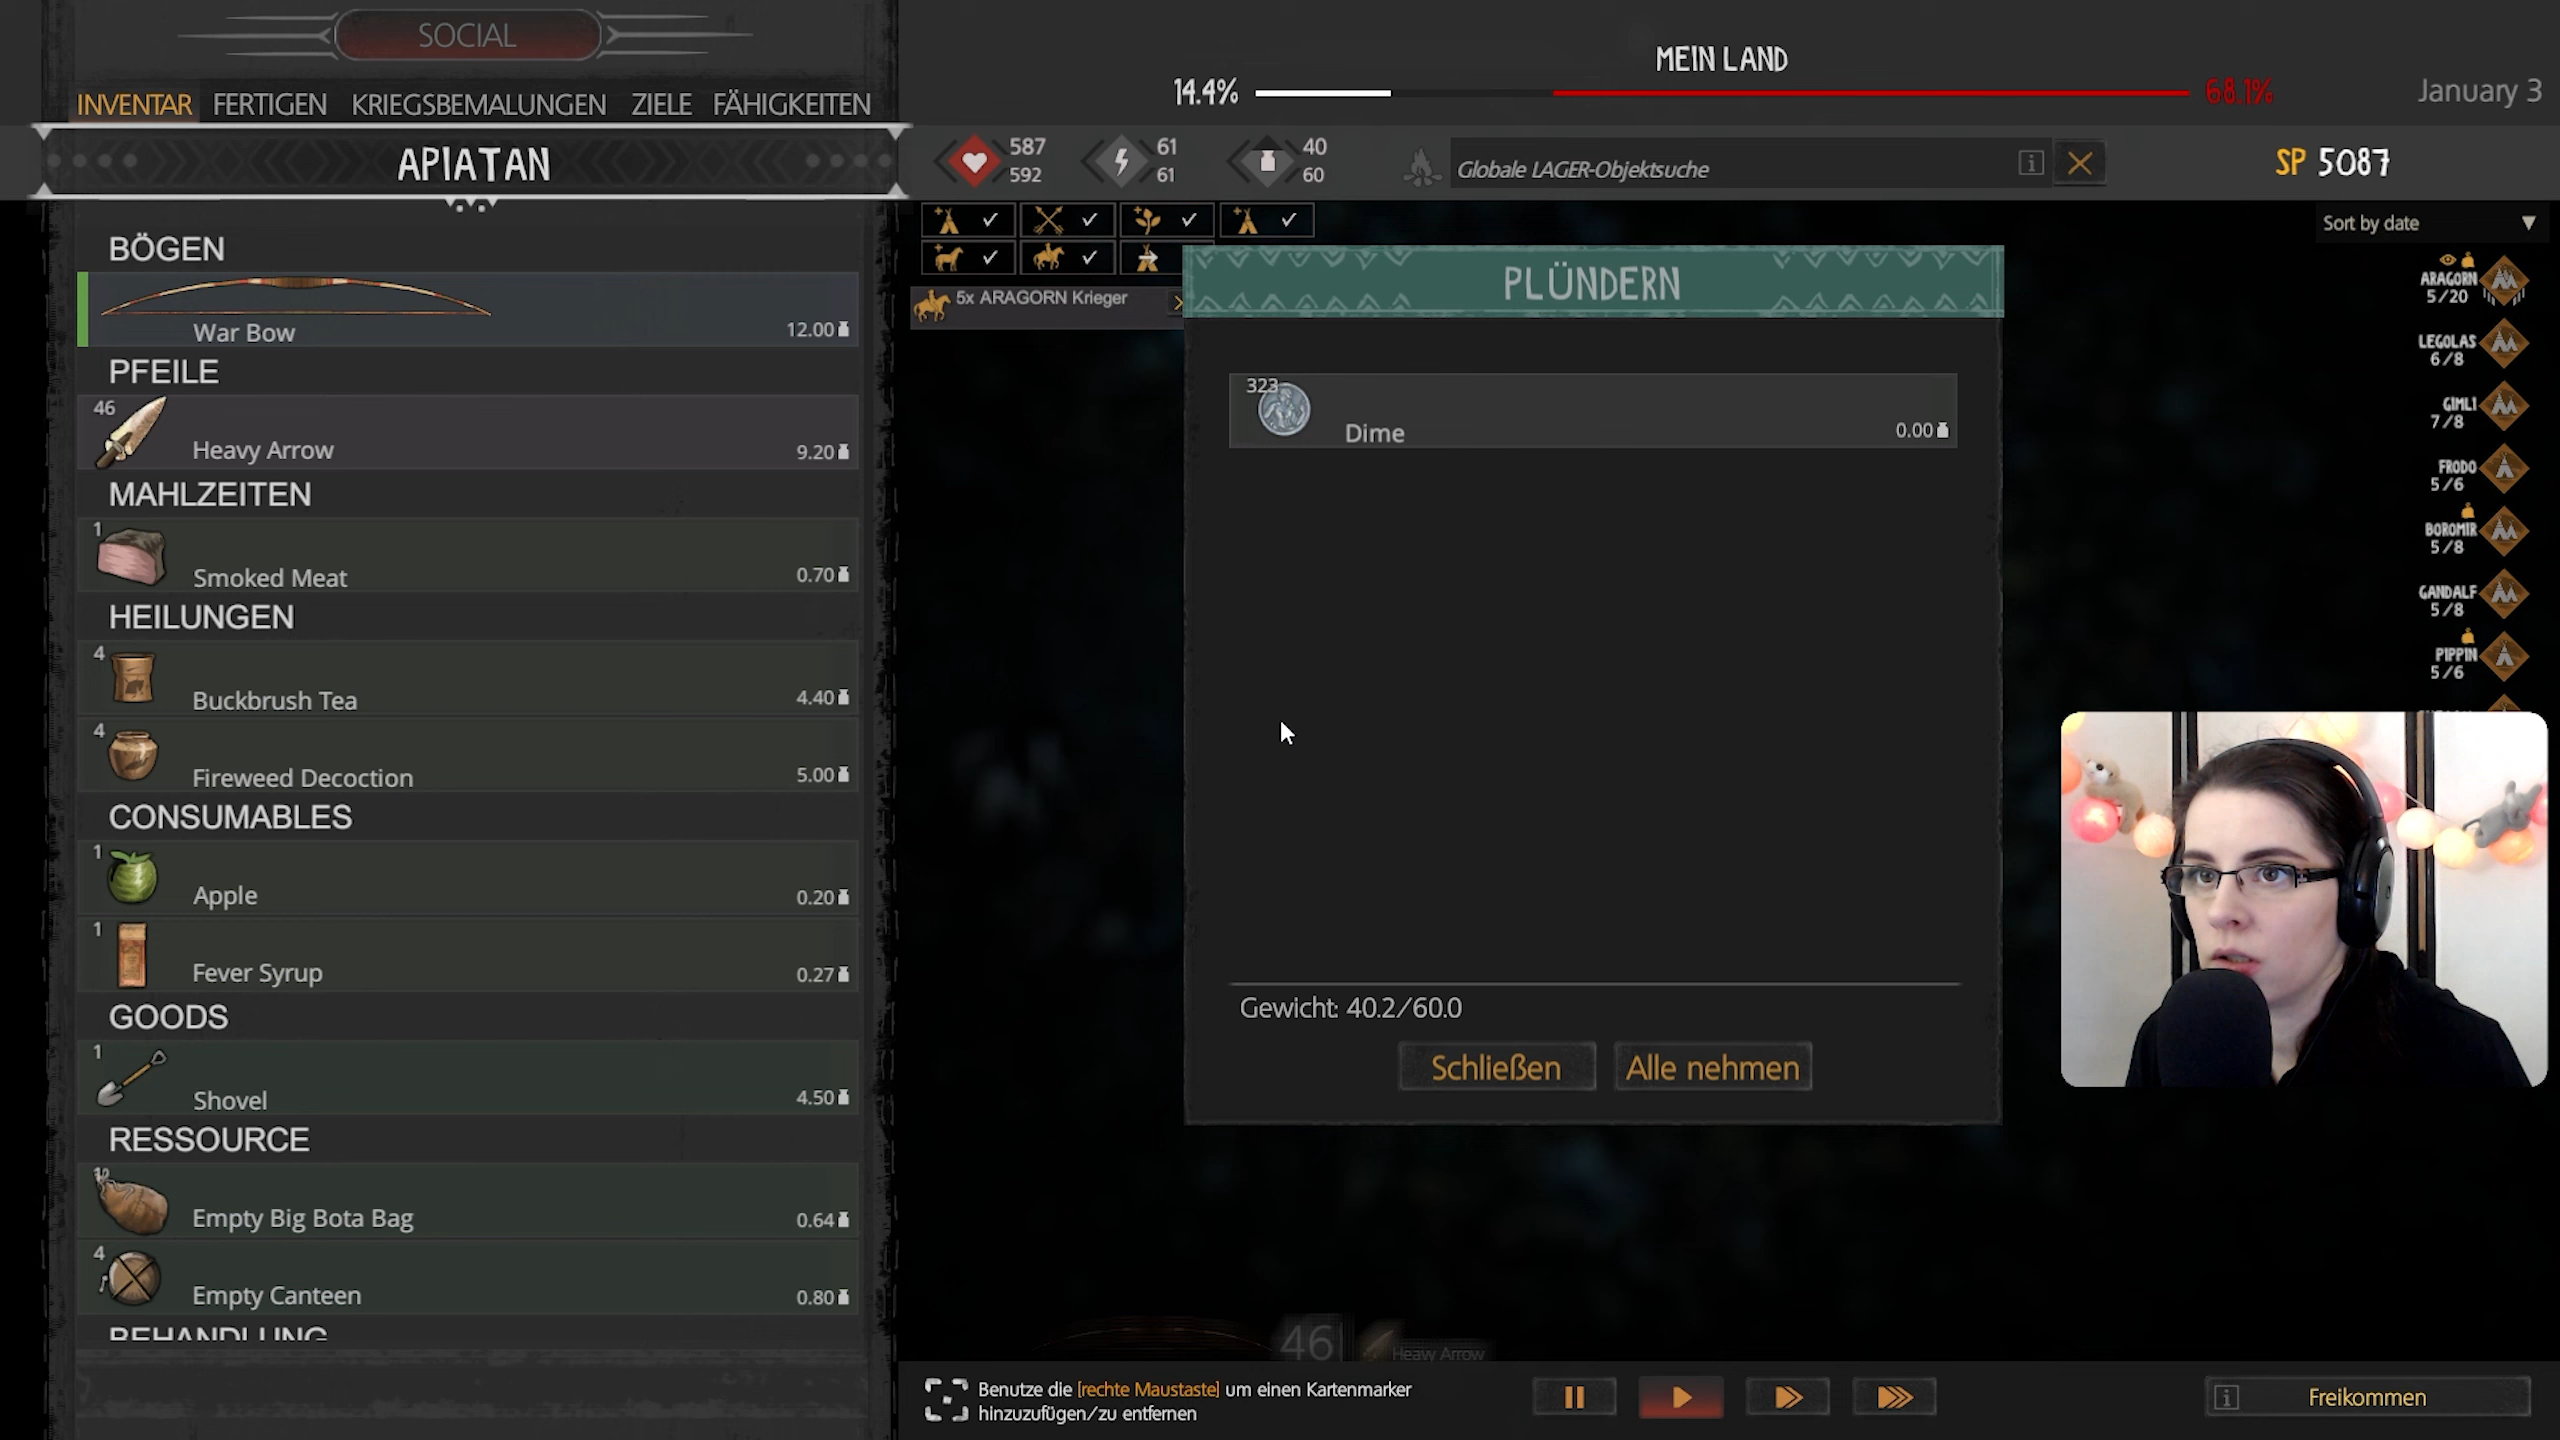 SOCIAL
INVENTAR FERTIGEN KRIEGSBEMALUNGEN ZIELE FÄHIGKEITEN
APIATAN
BÖGEN
War Bow 12.00
PFEILE
46
Heavy Arrow 9.20
MAHLZEITEN
1
Smoked Meat 0.70
HEILUNGEN
4
Buckbrush Tea 4.40
4
Fireweed Decoction 5.00
CONSUMABLES
1
Apple 0.20
1
Fever Syrup 0.27
GOODS
1
Shovel 4.50
RESSOURCE
Empty Big Bota Bag 0.64
4
Empty Canteen 0.80
BEHANDLUNG
MEIN LAND
14.4% 68.1%
January 3
587
592
61
61
40
60
Globale LAGER-Objektsuche
SP 5087
Sort by date
5x ARAGORN Krieger
PLÜNDERN
323
Dime 0.00
Gewicht: 40.2/60.0
Schließen Alle nehmen
ARAGORN
5/20
LEGOLAS
6/8
GIMLI
7/8
FRODO
5/6
BOROMIR
5/8
GANDALF
5/8
PIPPIN
5/6
46 Heavy Arrow
Benutze die [rechte Maustaste] um einen Kartenmarker
hinzuzufügen/zu entfernen
Freikommen